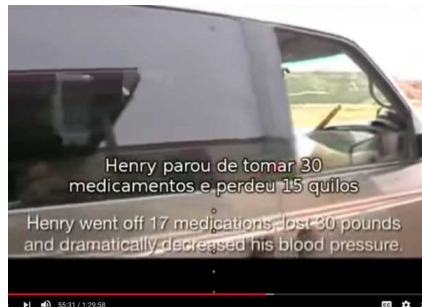 Henry parou de tomar 30
medicamentos e perdeu 15 quilos
Henry went off 17 medications, lost 30 pounds
and dramatically decreased his blood pressure.
55:31 / 1:29:58